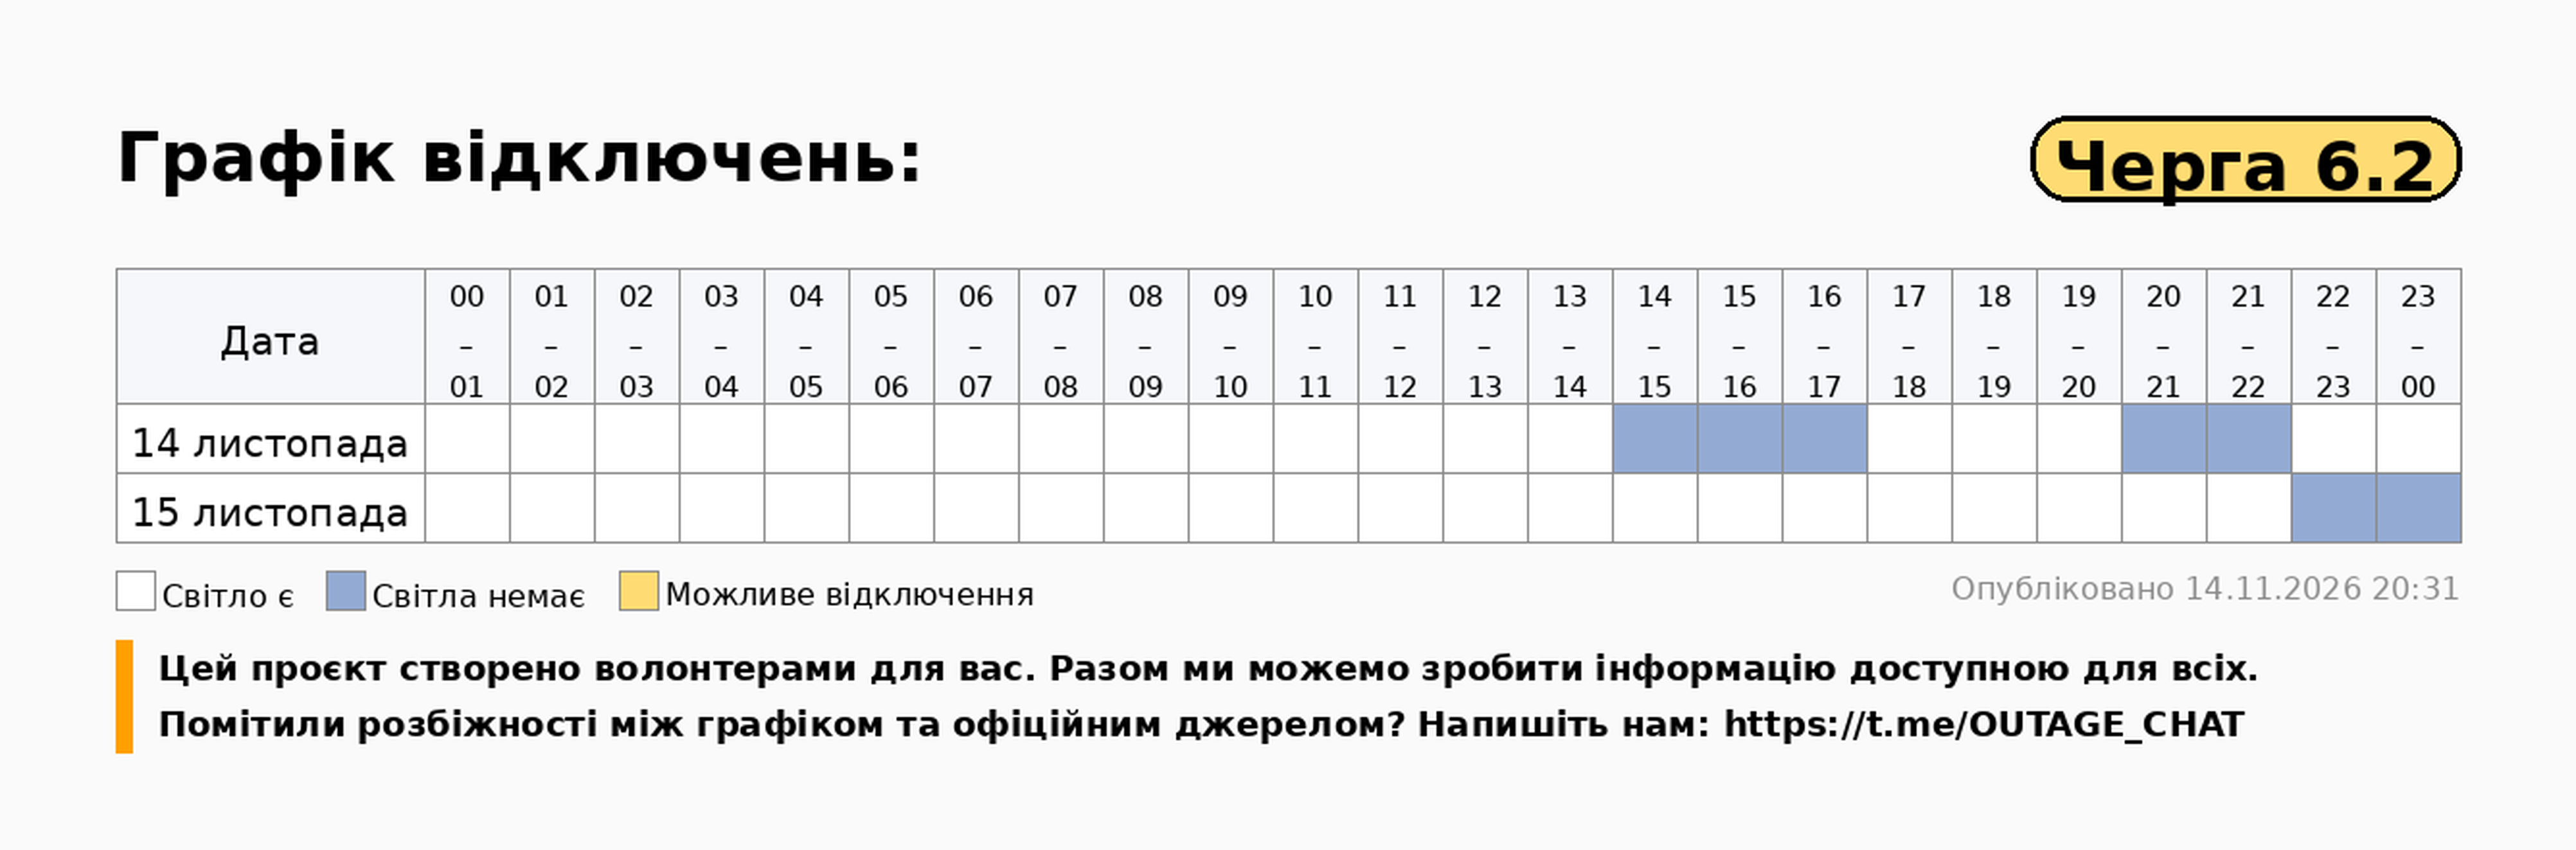 Графік відключень:
Черга 6.2
Дата
00 – 01
01 – 02
02 – 03
03 – 04
04 – 05
05 – 06
06 – 07
07 – 08
08 – 09
09 – 10
10 – 11
11 – 12
12 – 13
13 – 14
14 – 15
15 – 16
16 – 17
17 – 18
18 – 19
19 – 20
20 – 21
21 – 22
22 – 23
23 – 00
14 листопада
15 листопада
Світло є
Світла немає
Можливе відключення
Опубліковано 14.11.2026 20:31
Цей проєкт створено волонтерами для вас. Разом ми можемо зробити інформацію доступною для всіх.
Помітили розбіжності між графіком та офіційним джерелом? Напишіть нам: https://t.me/OUTAGE_CHAT